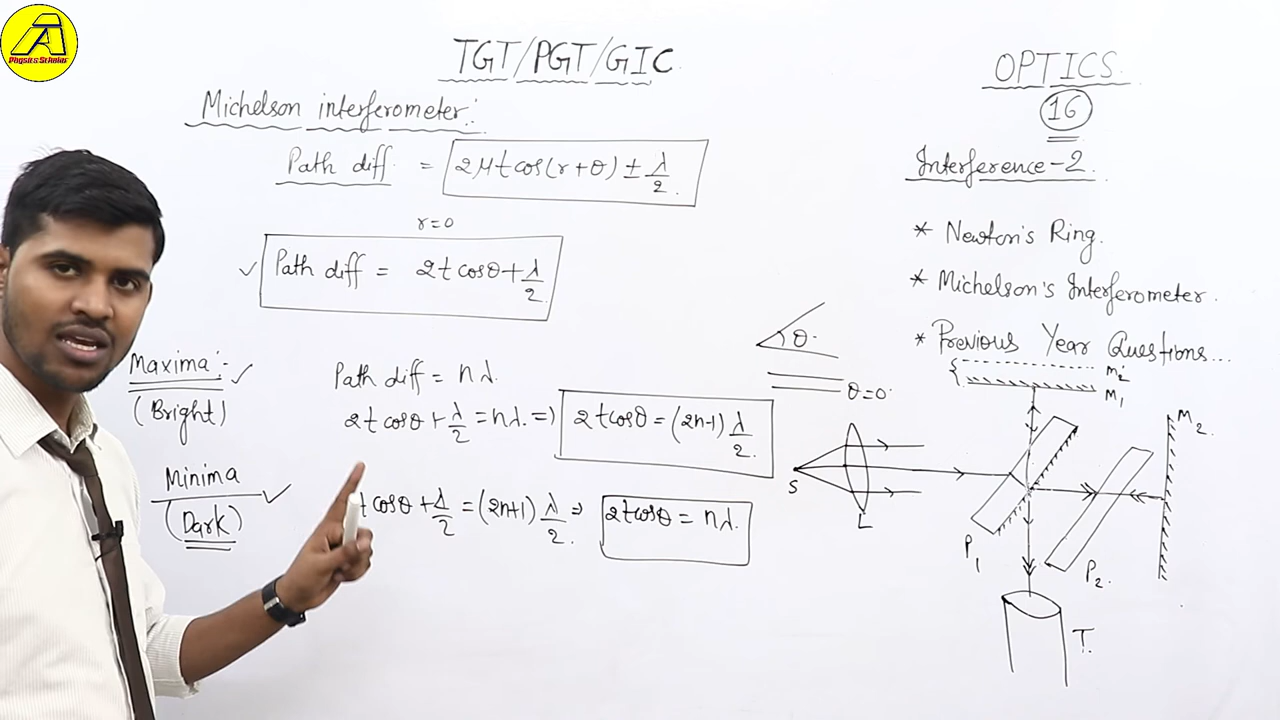 A
Physics Scholar
TGT/PGT/GIC
Michelson interferometer:
Path diff. = 2μt cos(r+θ) ± λ/2.
r=0
✓ Path diff = 2t cosθ + λ/2.
Maxima:- ✓
(Bright)
Path diff = nλ.
2t cosθ + λ/2 = nλ. ⇒ 2t cosθ = (2n-1) λ/2.
Minima ✓
(Dark)
t cosθ + λ/2 = (2n+1) λ/2. ⇒ 2t cosθ = nλ.
OPTICS
16
Interference-2
* Newton's Ring.
* Michelson's Interferometer.
* Previous Year Questions...
θ.
θ=0.
M₂'
M₁
M₂.
S
L
P₁
P₂.
T.